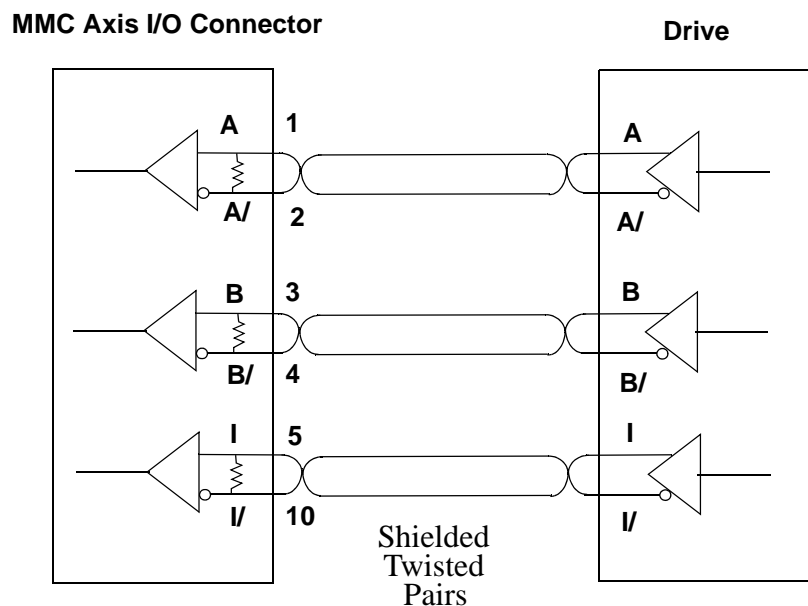 MMC Axis I/O Connector
Drive
A 1 A
A/ 2 A/
B 3 B
B/ 4 B/
I 5 I
I/ 10 I/
Shielded
Twisted
Pairs